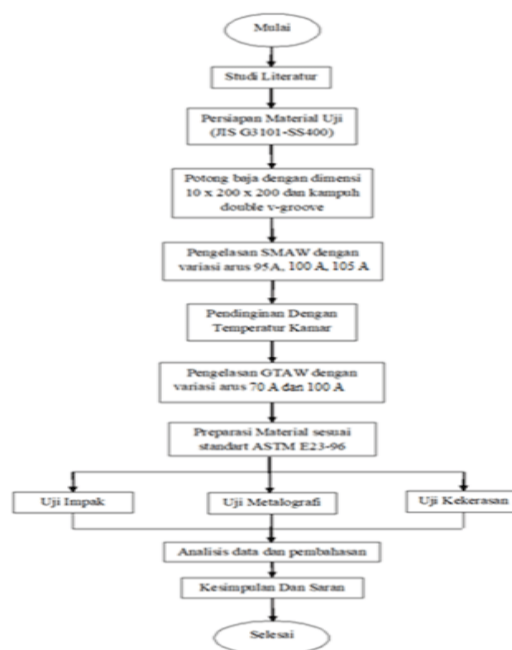 Mulai
Studi Literatur
Persiapan Material Uji
(JIS G3101-SS400)
Potong baja dengan dimensi
10 x 200 x 200 dan kampuh
double v-groove
Pengelasan SMAW dengan
variasi arus 95A, 100 A, 105 A
Pendinginan Dengan
Temperatur Kamar
Pengelasan GTAW dengan
variasi arus 70 A dan 100 A
Preparasi Material sesuai
standart ASTM E23-96
Uji Impak
Uji Metalografi
Uji Kekerasan
Analisis data dan pembahasan
Kesimpulan Dan Saran
Selesai